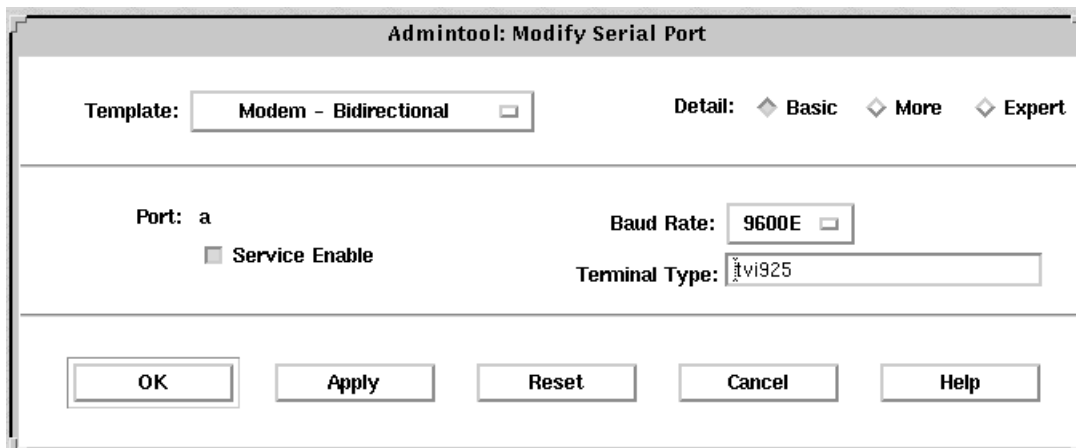 Admintool: Modify Serial Port
Template: Modem - Bidirectional Detail: Basic More Expert
Port: a Baud Rate: 9600E
Service Enable
Terminal Type: tvi925
OK Apply Reset Cancel Help